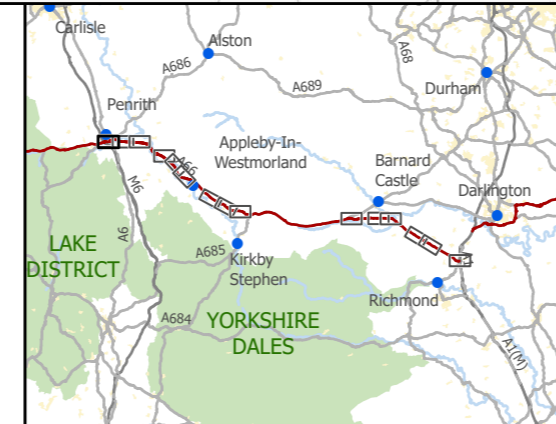 Carlisle
Alston
A68
A686
A689
Durham
Penrith
Appleby-In-
Westmorland
A66
Barnard
Castle
Darlington
M6
A6
LAKE
DISTRICT
A685
Kirkby
Stephen
Richmond
A684
YORKSHIRE
DALES
A1(M)